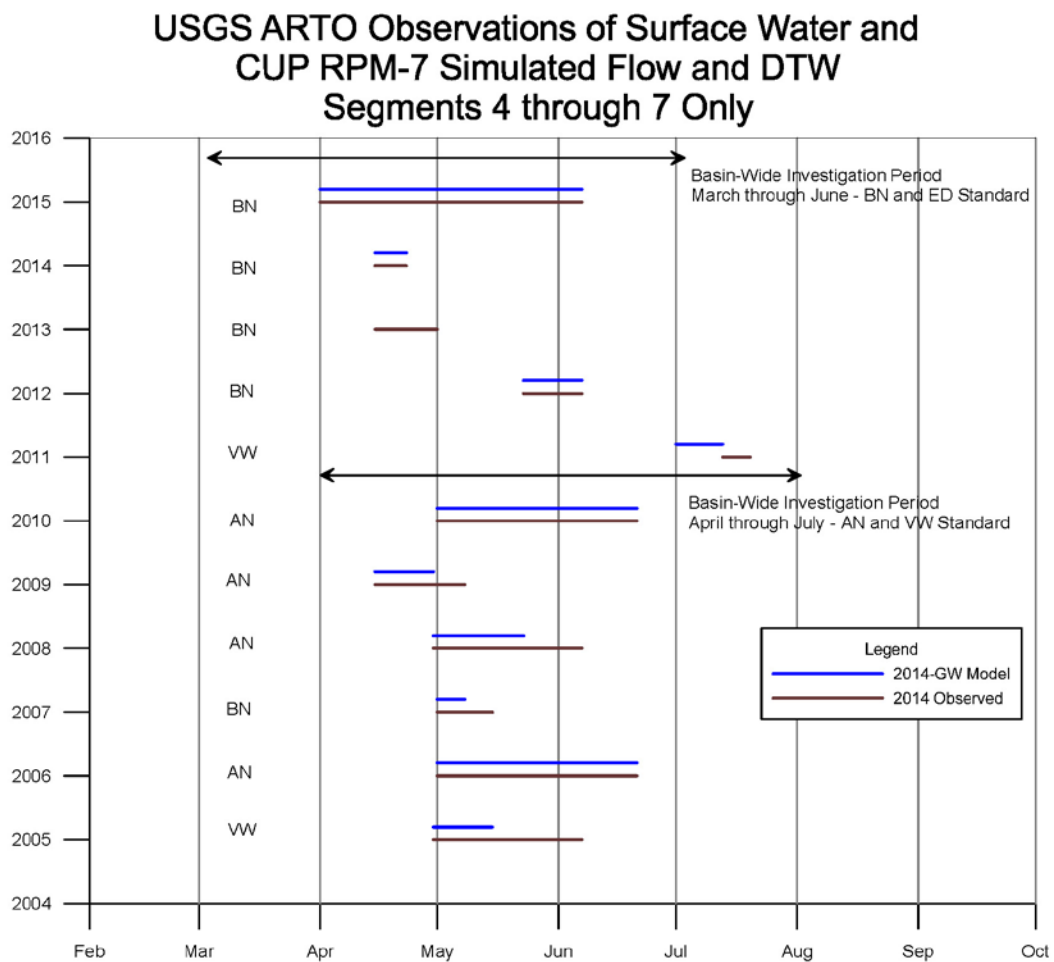 USGS ARTO Observations of Surface Water and
CUP RPM-7 Simulated Flow and DTW
Segments 4 through 7 Only
2016
Basin-Wide Investigation Period
March through June - BN and ED Standard
2015
BN
2014
BN
2013
BN
2012
BN
2011
VW
Basin-Wide Investigation Period
April through July - AN and VW Standard
2010
AN
2009
AN
2008
AN
Legend
2014-GW Model
2014 Observed
2007
BN
2006
AN
2005
VW
2004
Feb Mar Apr May Jun Jul Aug Sep Oct